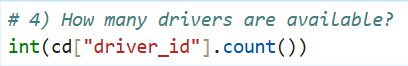 # 4) How many drivers are available?
int(cd["driver_id"].count())